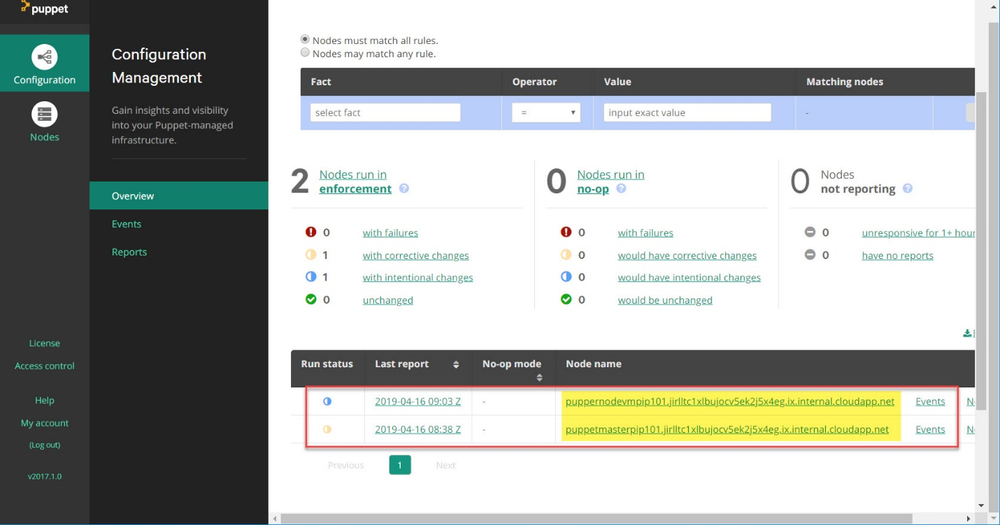 puppet
Configuration
Nodes
License
Access control
Help
My account
(Log out)
v2017.1.0
Configuration
Management
Gain insights and visibility
into your Puppet-managed
infrastructure.
Overview
Events
Reports
Nodes must match all rules.
Nodes may match any rule.
Fact Operator Value Matching nodes
select fact = input exact value -
2 Nodes run in
enforcement ?
0 with failures
1 with corrective changes
1 with intentional changes
0 unchanged
0 Nodes run in
no-op ?
0 with failures
0 would have corrective changes
0 would have intentional changes
0 would be unchanged
0 Nodes
not reporting ?
0 unresponsive for 1+ hour
0 have no reports
Run status Last report No-op mode Node name
2019-04-16 09:03 Z - puppernodevmpip101.jirlltc1xlbujocv5ek2j5x4eg.ix.internal.cloudapp.net Events
2019-04-16 08:38 Z - puppetmasterpip101.jirlltc1xlbujocv5ek2j5x4eg.ix.internal.cloudapp.net Events
Previous 1 Next